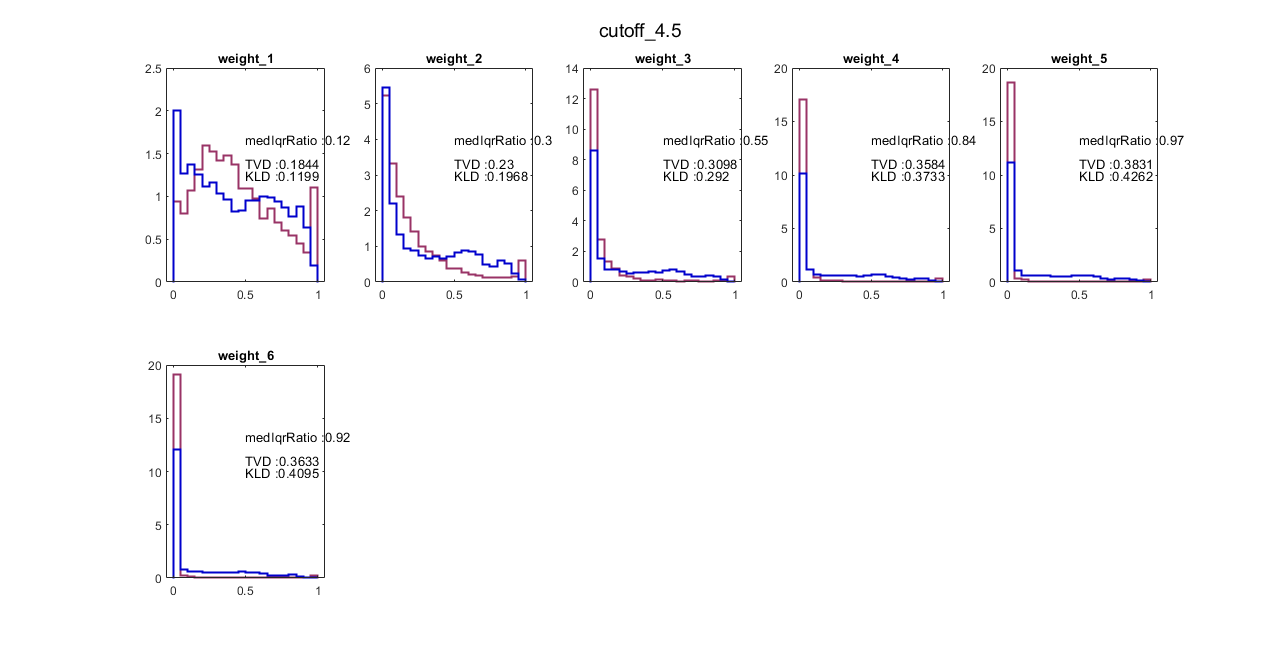 cutoff_4.5
weight_1
2.5
2
1.5
1
0.5
0
0
0.5
1
medIqrRatio :0.12
TVD :0.1844
KLD :0.1199
weight_2
6
5
4
3
2
1
0
0
0.5
1
medIqrRatio :0.3
TVD :0.23
KLD :0.1968
weight_3
14
12
10
8
6
4
2
0
0
0.5
1
medIqrRatio :0.55
TVD :0.3098
KLD :0.292
weight_4
20
15
10
5
0
0
0.5
1
medIqrRatio :0.84
TVD :0.3584
KLD :0.3733
weight_5
20
15
10
5
0
0
0.5
1
medIqrRatio :0.97
TVD :0.3831
KLD :0.4262
weight_6
20
15
10
5
0
0
0.5
1
medIqrRatio :0.92
TVD :0.3633
KLD :0.4095